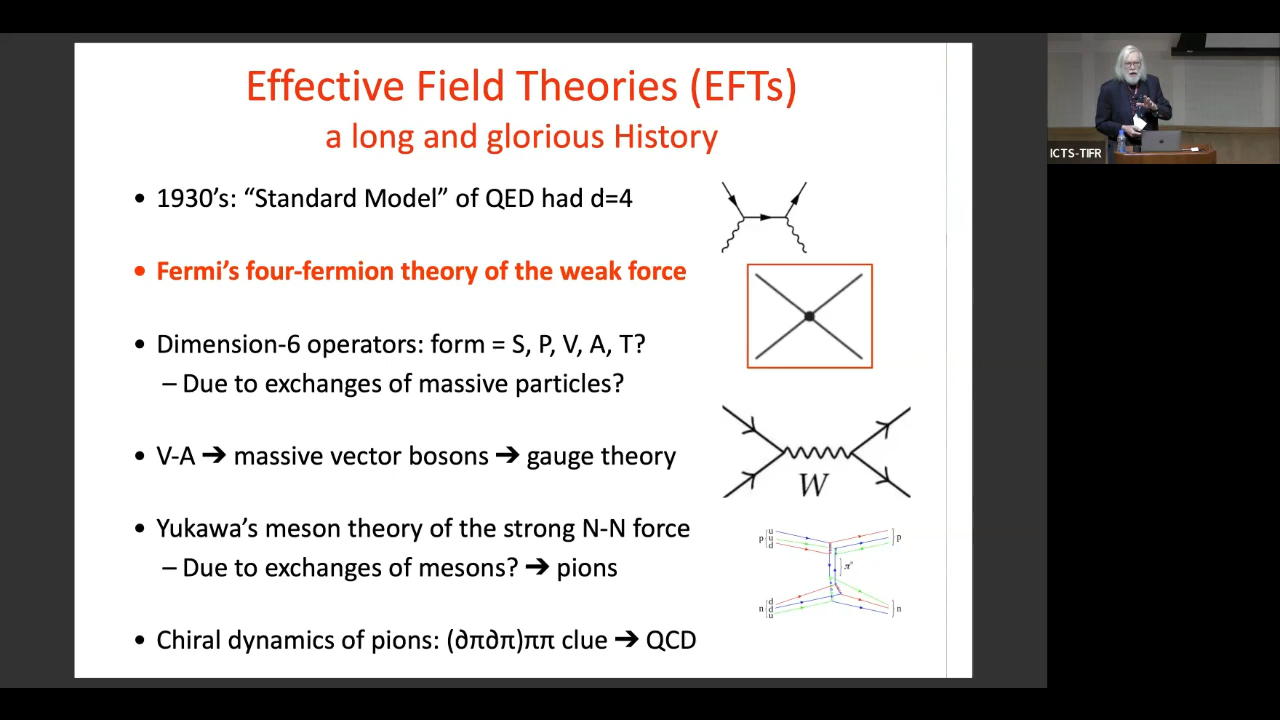 Effective Field Theories (EFTs)
a long and glorious History
• 1930’s: “Standard Model” of QED had d=4
• Fermi’s four-fermion theory of the weak force
• Dimension-6 operators: form = S, P, V, A, T?
– Due to exchanges of massive particles?
• V-A ➔ massive vector bosons ➔ gauge theory
W
• Yukawa’s meson theory of the strong N-N force
– Due to exchanges of mesons? ➔ pions
p { u u d
} p
} π°
n { d d u
} n
• Chiral dynamics of pions: (∂π∂π)ππ clue ➔ QCD
ICTS-TIFR